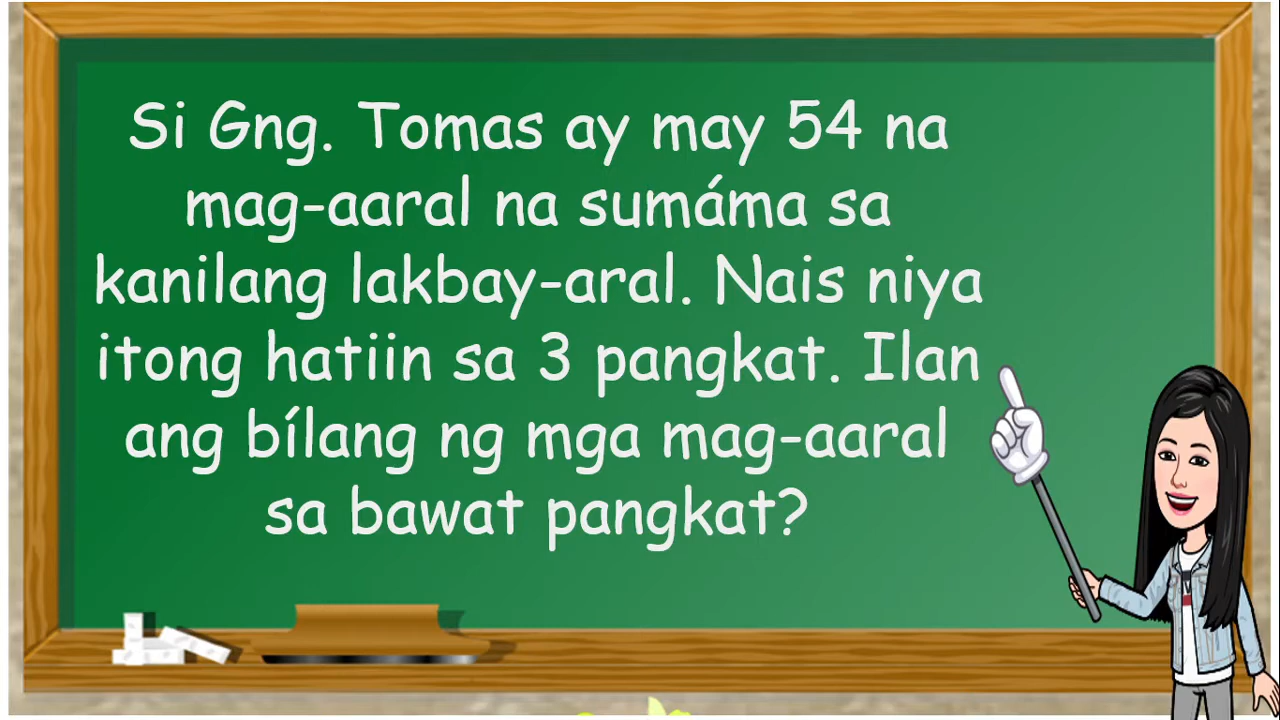 Si Gng. Tomas ay may 54 na
mag-aaral na sumáma sa
kanilang lakbay-aral. Nais niya
itong hatiin sa 3 pangkat. Ilan
ang bílang ng mga mag-aaral
sa bawat pangkat?